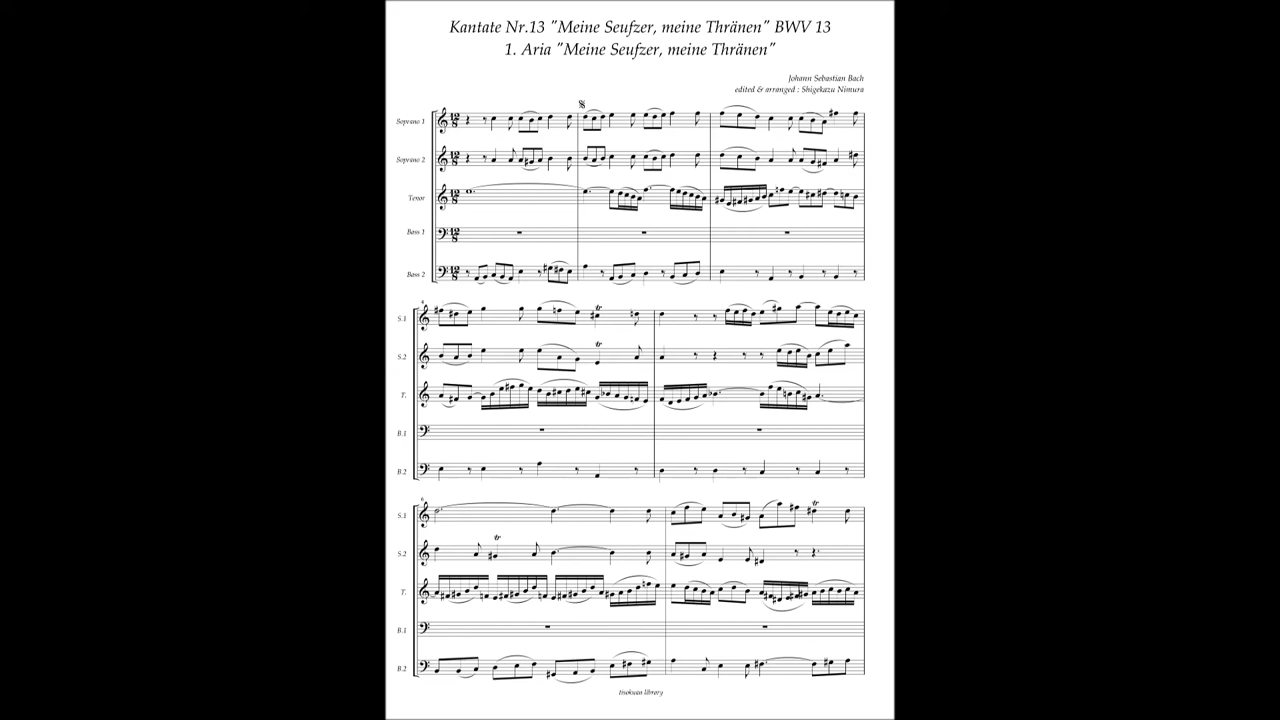 Kantate Nr.13 "Meine Seufzer, meine Thränen" BWV 13
1. Aria "Meine Seufzer, meine Thränen"
Johann Sebastian Bach
edited & arranged : Shigekazu Nimura
Soprano 1
Soprano 2
Tenor
Bass 1
Bass 2
4
S.1
S.2
T.
B.1
B.2
6
S.1
S.2
T.
B.1
B.2